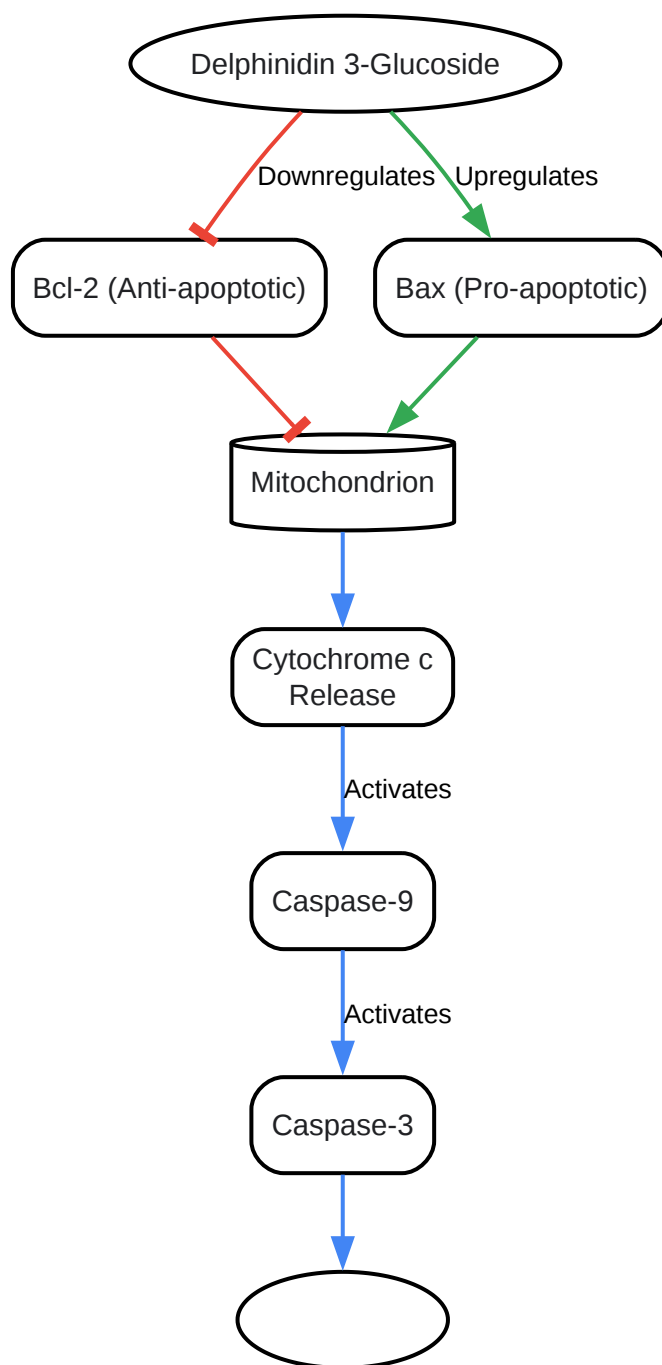 Delphinidin 3-Glucoside
Downregulates
Upregulates
Bcl-2 (Anti-apoptotic)
Bax (Pro-apoptotic)
Mitochondrion
Cytochrome c
Release
Activates
Caspase-9
Activates
Caspase-3